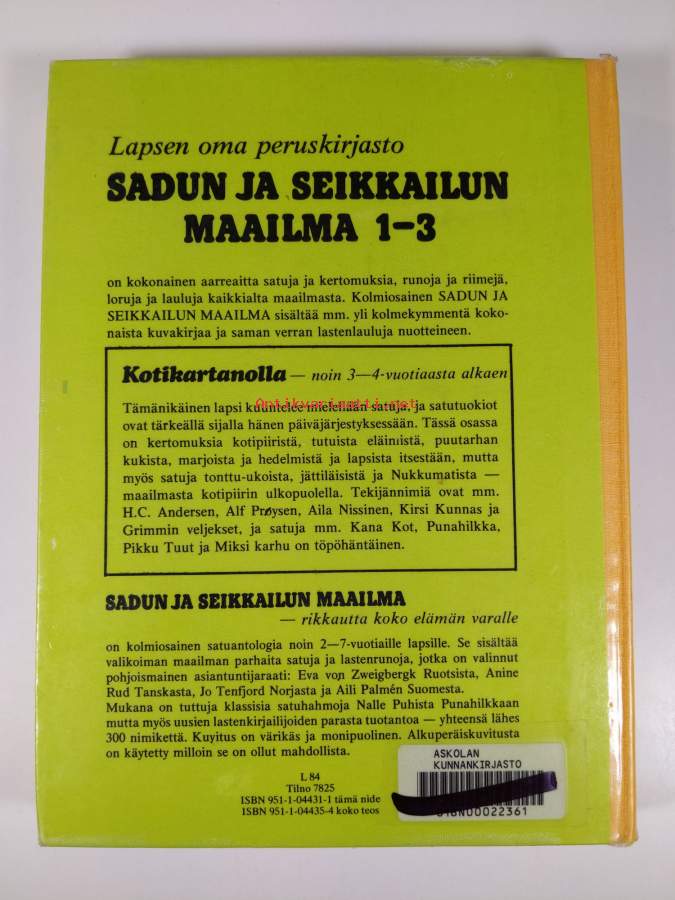 Lapsen oma peruskirjasto
SADUN JA SEIKKAILUN
MAAILMA 1-3
on kokonainen aarreaitta satuja ja kertomuksia, runoja ja riimejä,
loruja ja lauluja kaikkialta maailmasta. Kolmiosainen SADUN JA
SEIKKAILUN MAAILMA sisältää mm. yli kolmekymmentä koko-
naista kuvakirjaa ja saman verran lastenlauluja nuotteineen.
Kotikartanolla — noin 3—4-vuotiaasta alkaen
Antikvariaatti.net
Tämänikäinen lapsi kuuntelee mielellään satuja, ja satutuokiot
ovat tärkeällä sijalla hänen päiväjärjestyksessään. Tässä osassa
on kertomuksia kotipiiristä, tutuista eläimistä, puutarhan
kukista, marjoista ja hedelmistä ja lapsista itsestään, mutta
myös satuja tonttu-ukoista, jättiläisistä ja Nukkumatista —
maailmasta kotipiirin ulkopuolella. Tekijännimiä ovat mm.
H.C. Andersen, Alf Prøysen, Aila Nissinen, Kirsi Kunnas ja
Grimmin veljekset, ja satuja mm. Kana Kot, Punahilkka,
Pikku Tuut ja Miksi karhu on töpöhäntäinen.
SADUN JA SEIKKAILUN MAAILMA
— rikkautta koko elämän varalle
on kolmiosainen satuantologia noin 2—7-vuotiaille lapsille. Se sisältää
valikoiman maailman parhaita satuja ja lastenrunoja, jotka on valinnut
pohjoismainen asiantuntijaraati: Eva von Zweigbergk Ruotsista, Anine
Rud Tanskasta, Jo Tenfjord Norjasta ja Aili Palmén Suomesta.
Mukana on tuttuja klassisia satuhahmoja Nalle Puhista Punahilkkaan
mutta myös uusien lastenkirjailijoiden parasta tuotantoa — yhteensä lähes
300 nimikettä. Kuvitus on värikäs ja monipuolinen. Alkuperäiskuvitusta
on käytetty milloin se on ollut mahdollista.
L 84
Tilno 7825
ISBN 951-1-04431-1 tämä nide
ISBN 951-1-04435-4 koko teos
ASKOLAN
KUNNANKIRJASTO